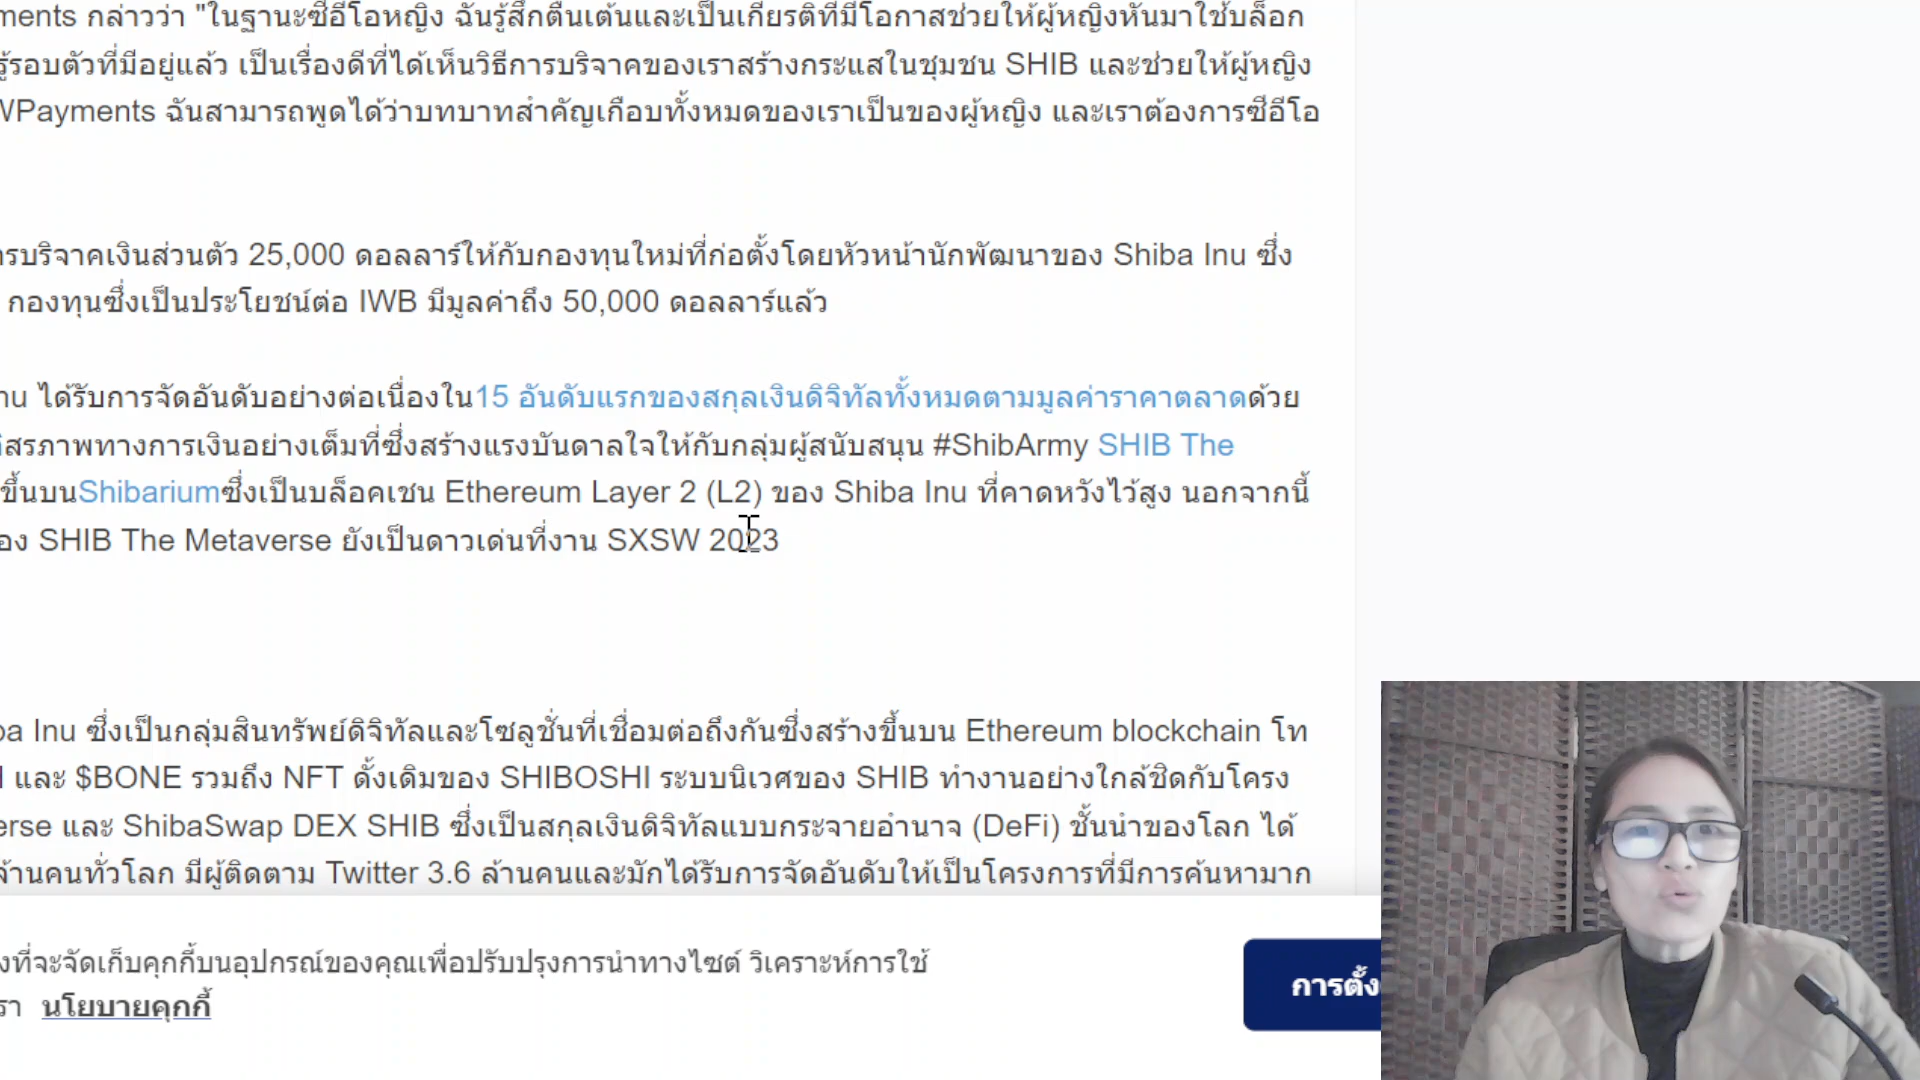 ments กล่าวว่า "ในฐานะซีอีโอหญิง ฉันรู้สึกตื่นเต้นและเป็นเกียรติที่มีโอกาสช่วยให้ผู้หญิงหันมาใช้บล็อก
รู้รอบตัวที่มีอยู่แล้ว เป็นเรื่องดีที่ได้เห็นวิธีการบริจาคของเราสร้างกระแสในชุมชน SHIB และช่วยให้ผู้หญิง
WPayments ฉันสามารถพูดได้ว่าบทบาทสำคัญเกือบทั้งหมดของเราเป็นของผู้หญิง และเราต้องการซีอีโอ
ารบริจาคเงินส่วนตัว 25,000 ดอลลาร์ให้กับกองทุนใหม่ที่ก่อตั้งโดยหัวหน้านักพัฒนาของ Shiba Inu ซึ่ง
กองทุนซึ่งเป็นประโยชน์ต่อ IWB มีมูลค่าถึง 50,000 ดอลลาร์แล้ว
nu ได้รับการจัดอันดับอย่างต่อเนื่องใน15 อันดับแรกของสกุลเงินดิจิทัลทั้งหมดตามมูลค่าราคาตลาดด้วย
อิสรภาพทางการเงินอย่างเต็มที่ซึ่งสร้างแรงบันดาลใจให้กับกลุ่มผู้สนับสนุน #ShibArmy SHIB The
ขึ้นบนShibariumซึ่งเป็นบล็อคเชน Ethereum Layer 2 (L2) ของ Shiba Inu ที่คาดหวังไว้สูง นอกจากนี้
อง SHIB The Metaverse ยังเป็นดาวเด่นที่งาน SXSW 2023
ba Inu ซึ่งเป็นกลุ่มสินทรัพย์ดิจิทัลและโซลูชั่นที่เชื่อมต่อถึงกันซึ่งสร้างขึ้นบน Ethereum blockchain โท
และ $BONE รวมถึง NFT ดั้งเดิมของ SHIBOSHI ระบบนิเวศของ SHIB ทำงานอย่างใกล้ชิดกับโครง
erse และ ShibaSwap DEX SHIB ซึ่งเป็นสกุลเงินดิจิทัลแบบกระจายอำนาจ (DeFi) ชั้นนำของโลก ได้
ล้านคนทั่วโลก มีผู้ติดตาม Twitter 3.6 ล้านคนและมักได้รับการจัดอันดับให้เป็นโครงการที่มีการค้นหามาก
งที่จะจัดเก็บคุกกี้บนอุปกรณ์ของคุณเพื่อปรับปรุงการนำทางไซต์ วิเคราะห์การใช้
รา นโยบายคุกกี้
การตั้ง